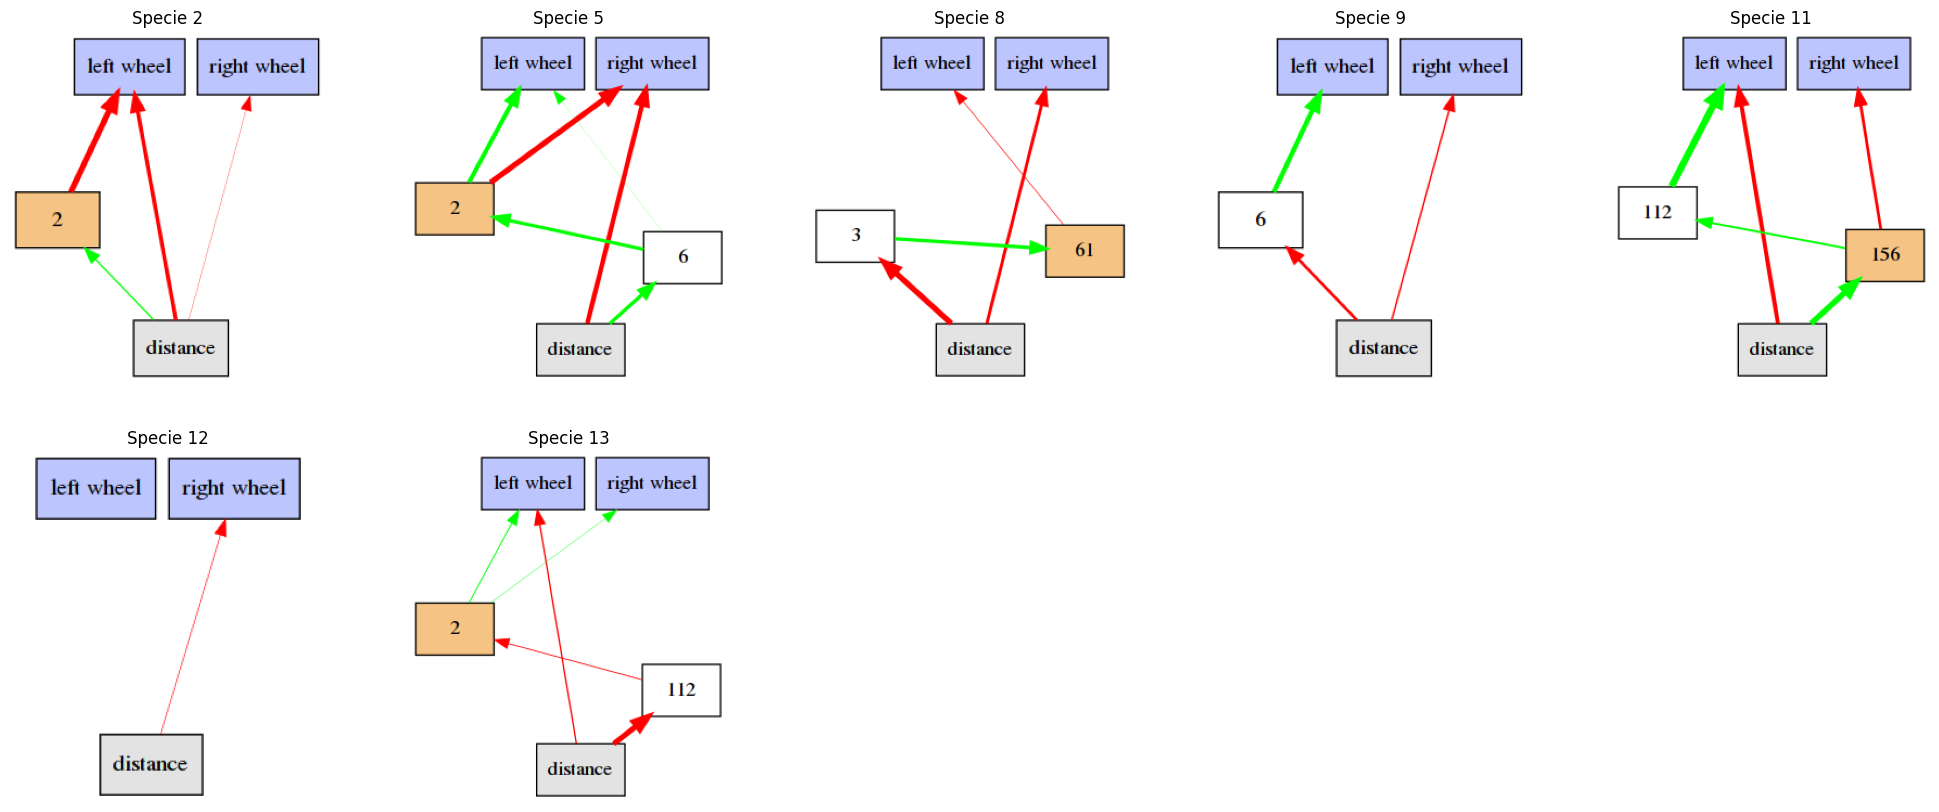 Specie 2
left wheel
right wheel
2
distance
Specie 5
left wheel
right wheel
2
6
distance
Specie 8
left wheel
right wheel
3
61
distance
Specie 9
left wheel
right wheel
6
distance
Specie 11
left wheel
right wheel
112
156
distance
Specie 12
left wheel
right wheel
distance
Specie 13
left wheel
right wheel
2
112
distance